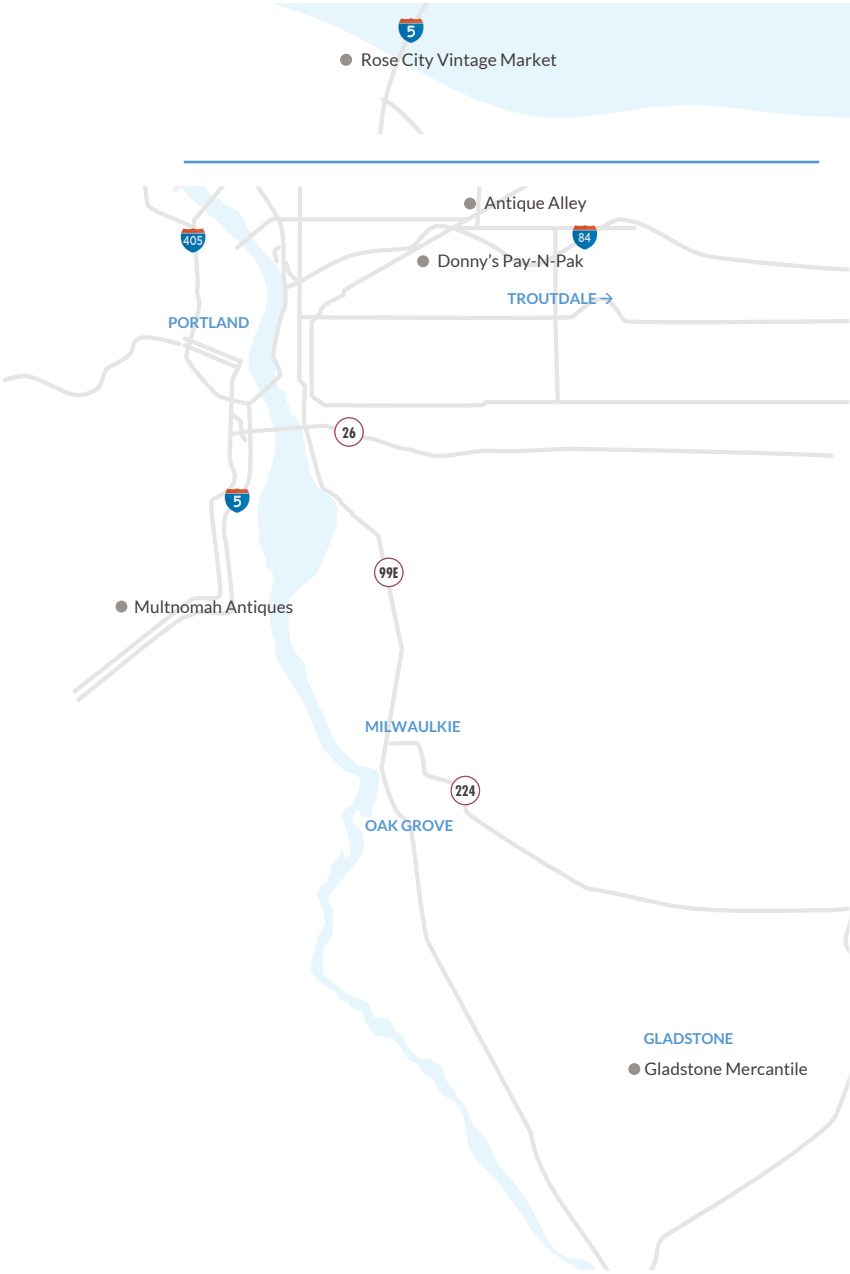 5
Rose City Vintage Market
Antique Alley
405
84
Donny’s Pay-N-Pak
TROUTDALE →
PORTLAND
26
5
99E
Multnomah Antiques
MILWAUKIE
224
OAK GROVE
GLADSTONE
Gladstone Mercantile